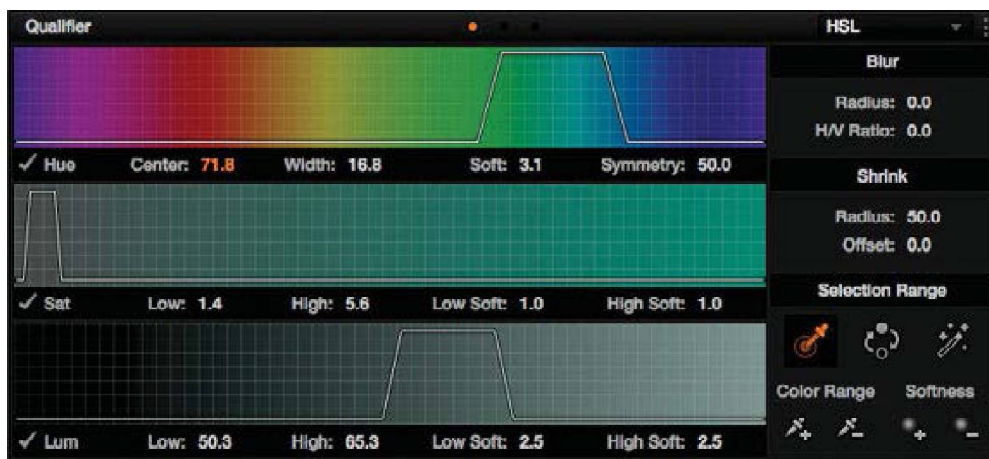 Qualifier
HSL
Blur
Radius: 0.0
H/V Ratio: 0.0
Hue Center: 71.8 Width: 16.8 Soft: 3.1 Symmetry: 50.0
Shrink
Radius: 50.0
Offset: 0.0
Sat Low: 1.4 High: 5.6 Low Soft: 1.0 High Soft: 1.0
Selection Range
Color Range Softness
Lum Low: 50.3 High: 65.3 Low Soft: 2.5 High Soft: 2.5